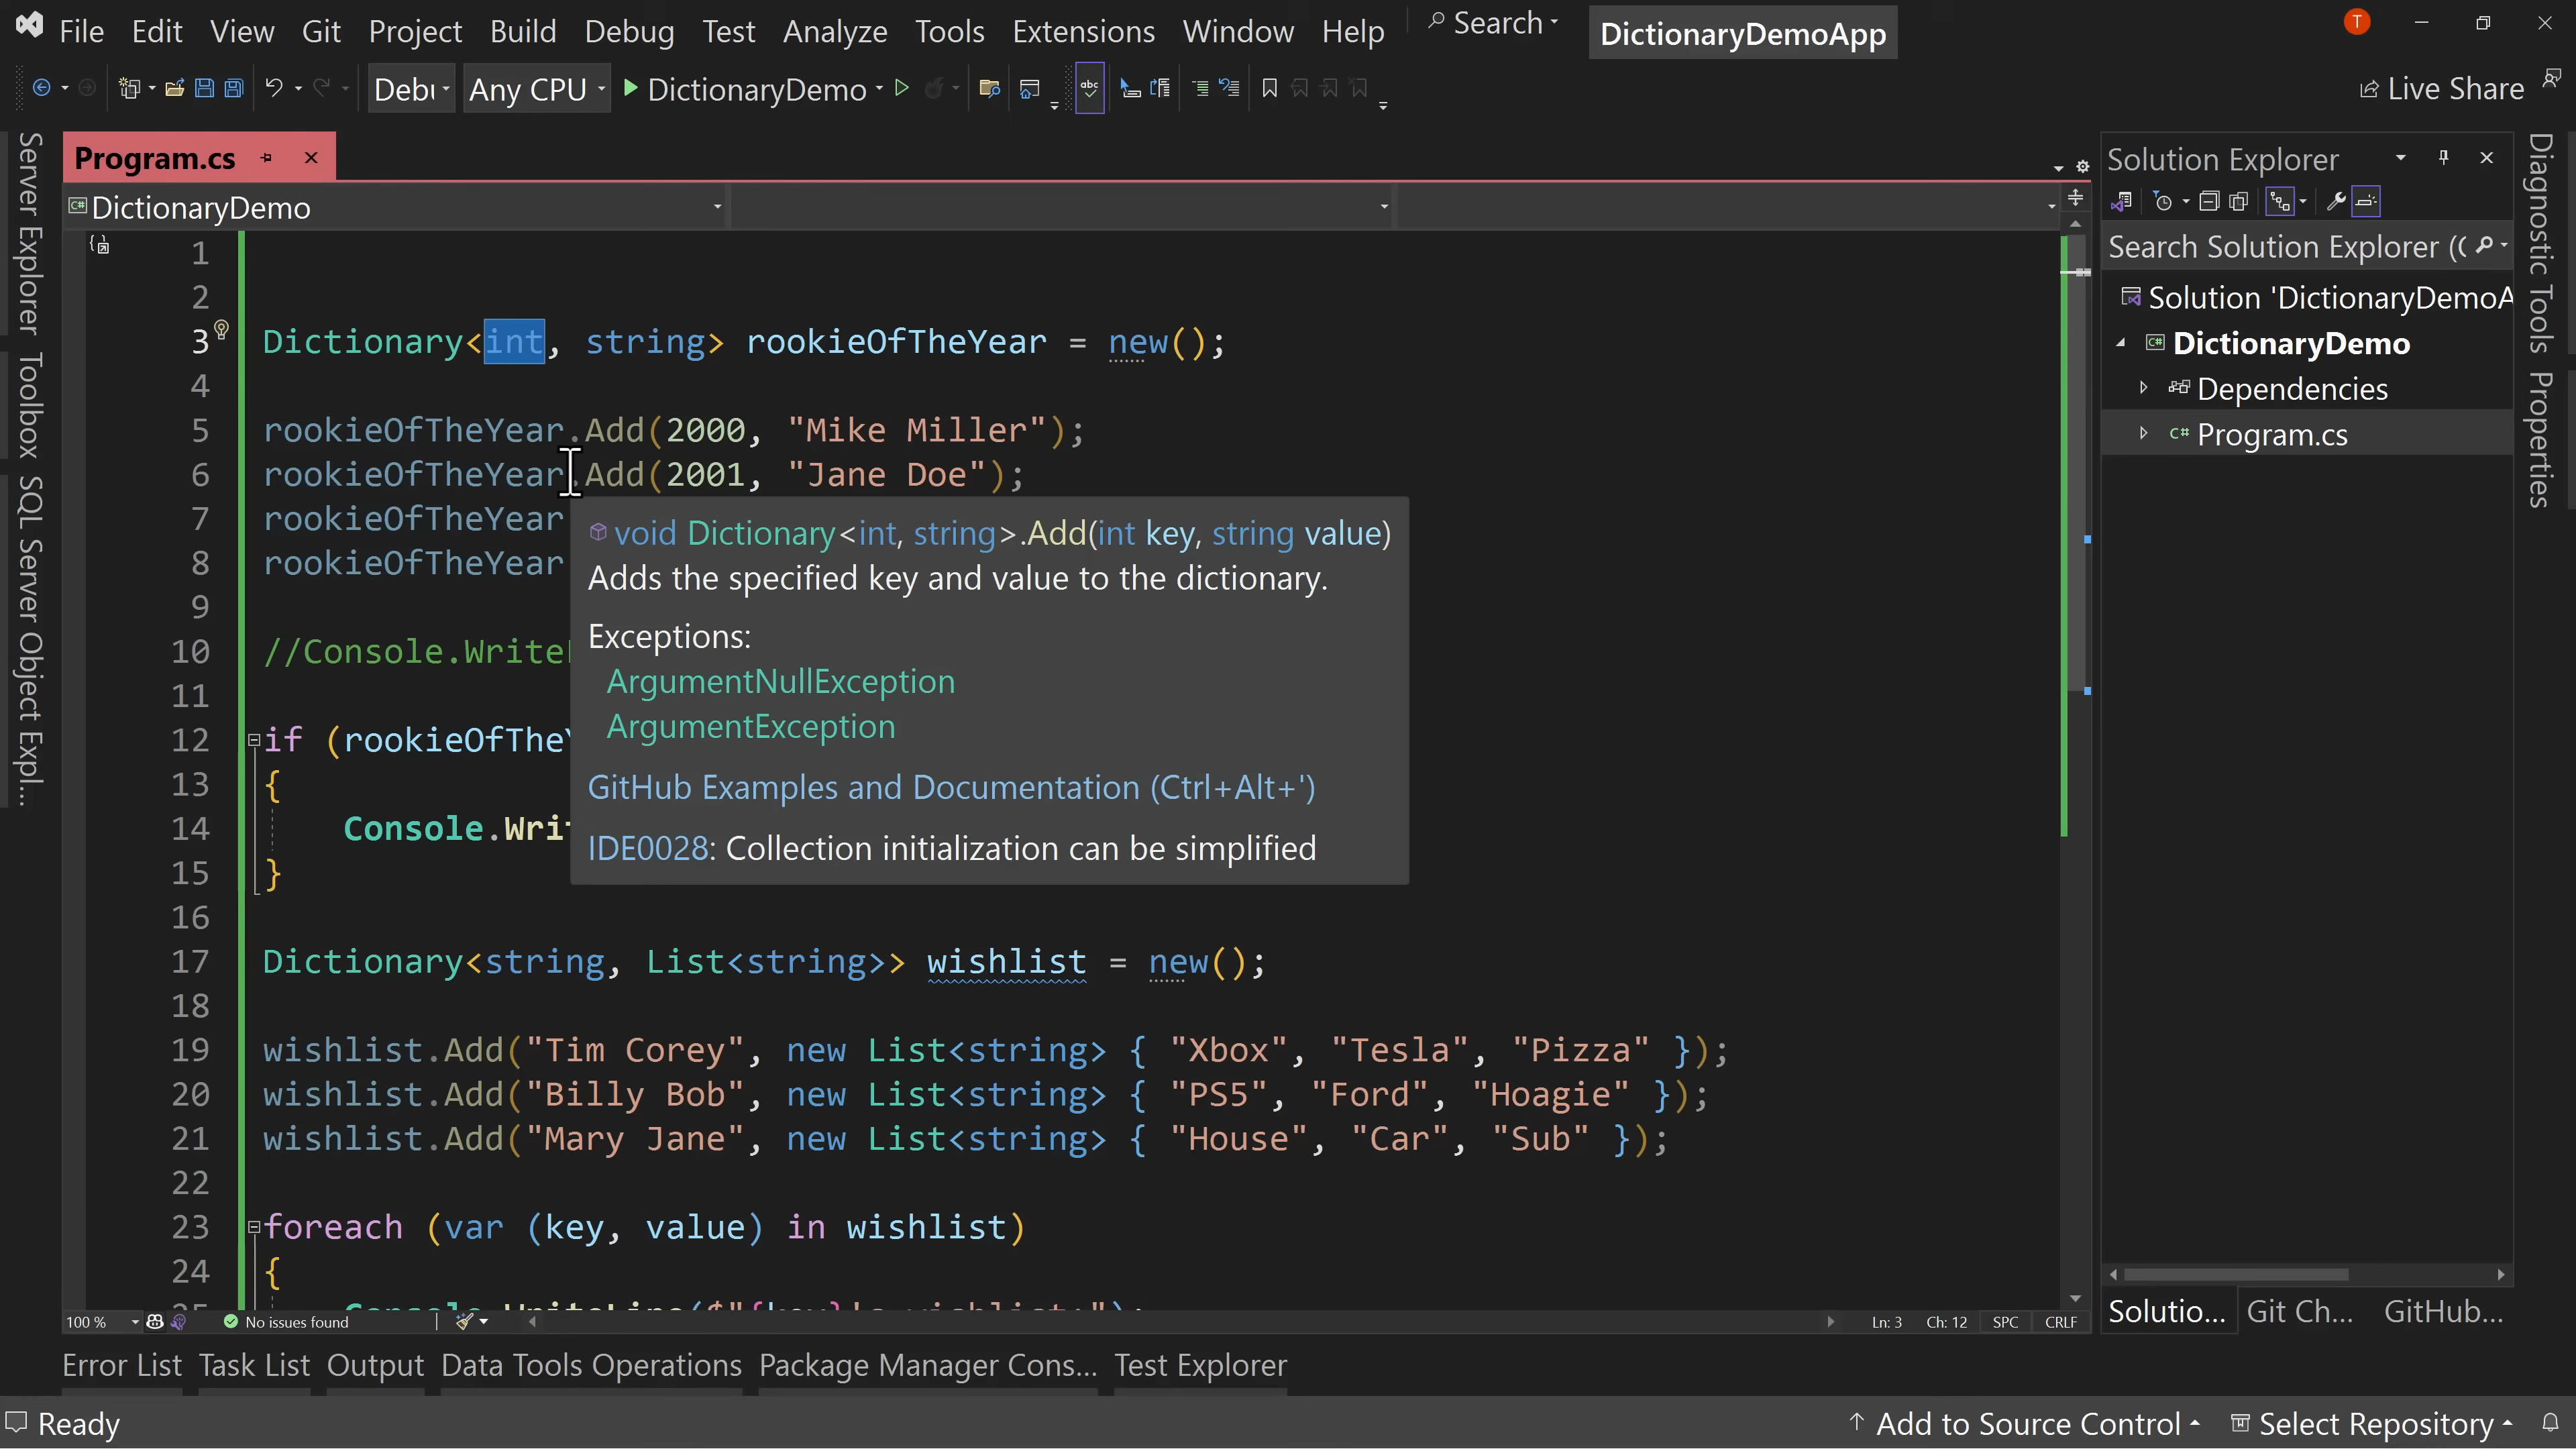 File Edit View Git Project Build Debug Test Analyze Tools Extensions Window Help Search DictionaryDemoApp T
Debu Any CPU DictionaryDemo abc Live Share
Server Explorer
Toolbox
SQL Server Object Expl...
Program.cs
C# DictionaryDemo
1
2
3 Dictionary<int, string> rookieOfTheYear = new();
4
5 rookieOfTheYear.Add(2000, "Mike Miller");
6 rookieOfTheYear.Add(2001, "Jane Doe");
7 rookieOfTheYear
8 rookieOfTheYear
9
10 //Console.Write
11
12 if (rookieOfTheY
13 {
14 Console.Wri
15 }
16
17 Dictionary<string, List<string>> wishlist = new();
18
19 wishlist.Add("Tim Corey", new List<string> { "Xbox", "Tesla", "Pizza" });
20 wishlist.Add("Billy Bob", new List<string> { "PS5", "Ford", "Hoagie" });
21 wishlist.Add("Mary Jane", new List<string> { "House", "Car", "Sub" });
22
23 foreach (var (key, value) in wishlist)
24 {
25 Console.WriteLine($"{key}'s wishlist:");
void Dictionary<int, string>.Add(int key, string value)
Adds the specified key and value to the dictionary.
Exceptions:
ArgumentNullException
ArgumentException
GitHub Examples and Documentation (Ctrl+Alt+')
IDE0028: Collection initialization can be simplified
100 % No issues found Ln: 3 Ch: 12 SPC CRLF
Solution Explorer
Search Solution Explorer ((
Solution 'DictionaryDemoA
C# DictionaryDemo
Dependencies
C# Program.cs
Solutio... Git Ch... GitHub...
Diagnostic Tools
Properties
Error List Task List Output Data Tools Operations Package Manager Cons... Test Explorer
Ready Add to Source Control Select Repository